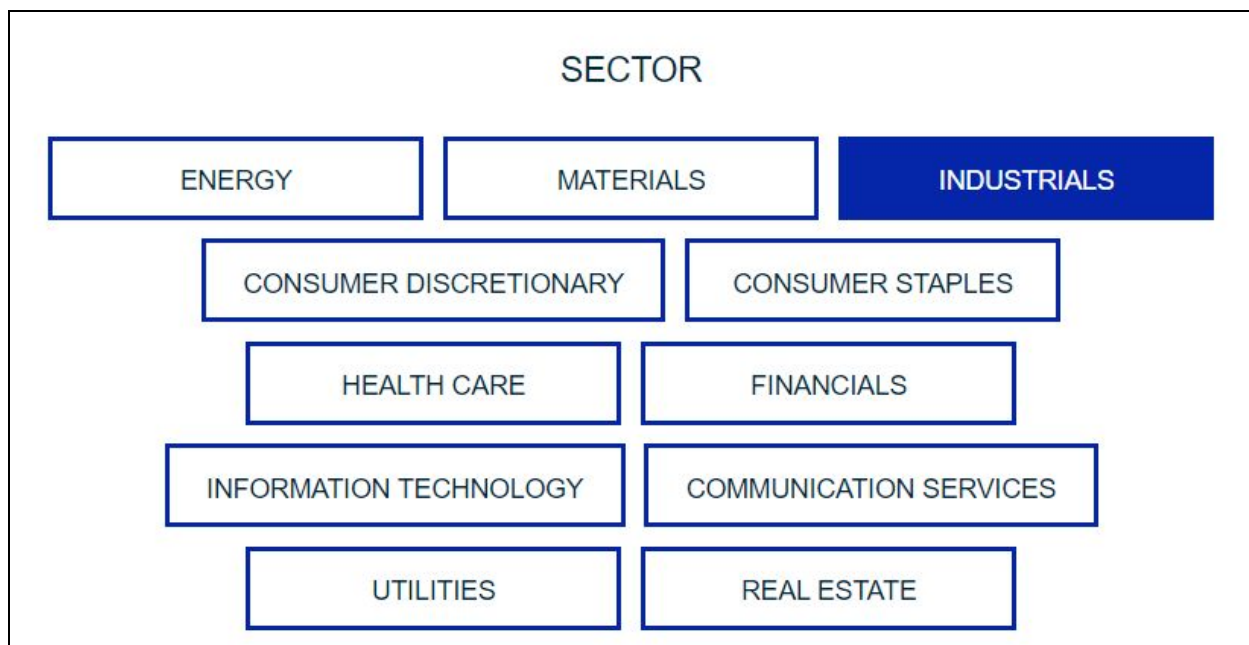 SECTOR
ENERGY MATERIALS INDUSTRIALS
CONSUMER DISCRETIONARY CONSUMER STAPLES
HEALTH CARE FINANCIALS
INFORMATION TECHNOLOGY COMMUNICATION SERVICES
UTILITIES REAL ESTATE